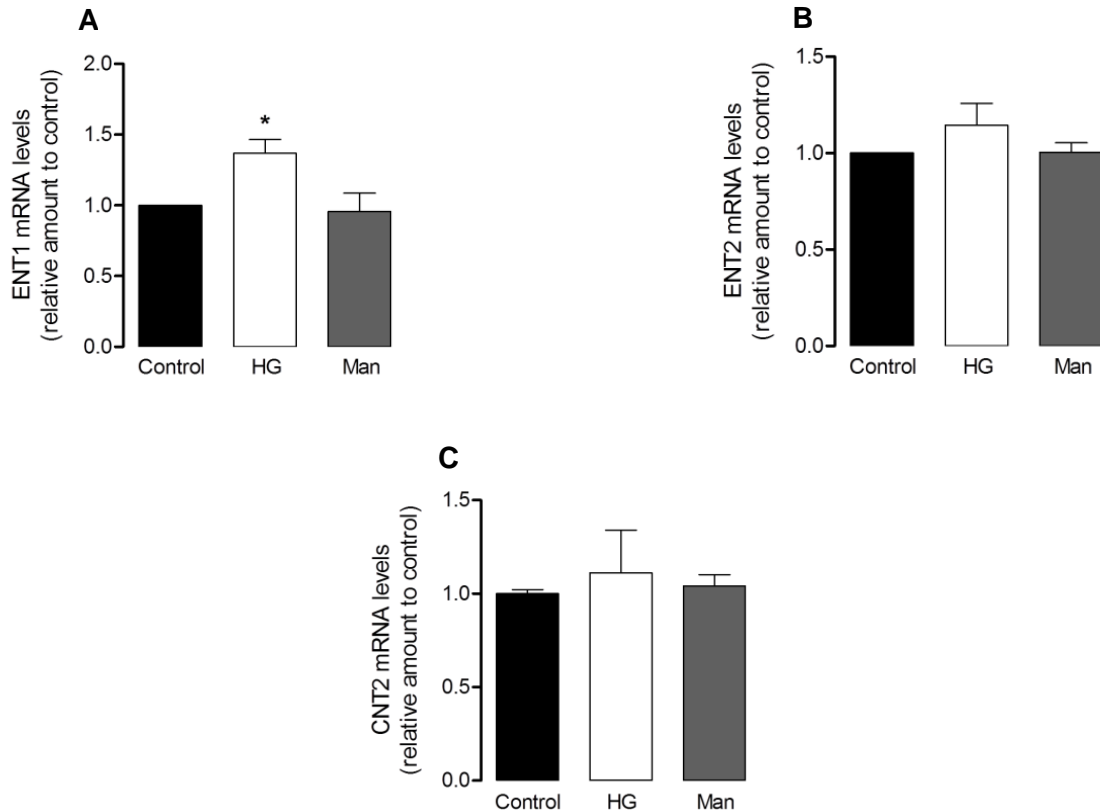 A
ENT1 mRNA levels
(relative amount to control)
2.0
1.5
1.0
0.5
0.0
*
Control HG Man
B
ENT2 mRNA levels
(relative amount to control)
1.5
1.0
0.5
0.0
Control HG Man
C
CNT2 mRNA levels
(relative amount to control)
1.5
1.0
0.5
0.0
Control HG Man